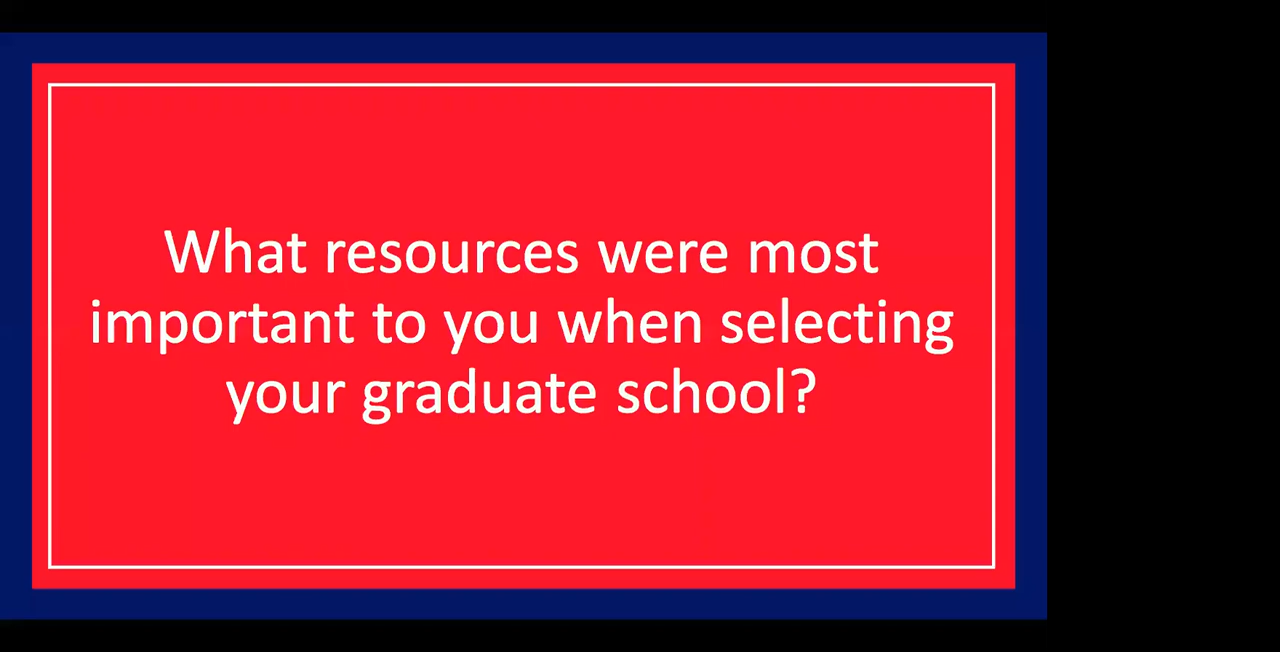 What resources were most
important to you when selecting
your graduate school?